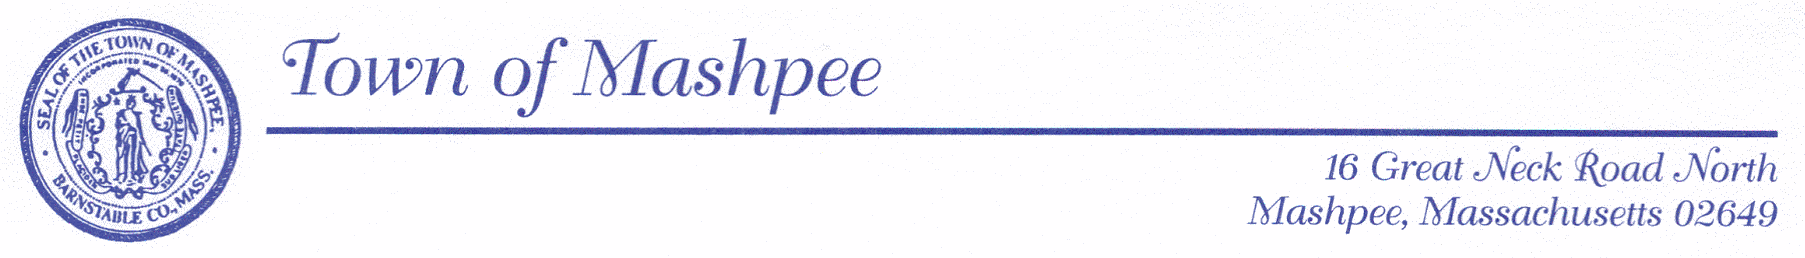 SEAL OF THE TOWN OF MASHPEE,
BARNSTABLE CO., MASS.
Town of Mashpee
16 Great Neck Road North
Mashpee, Massachusetts 02649